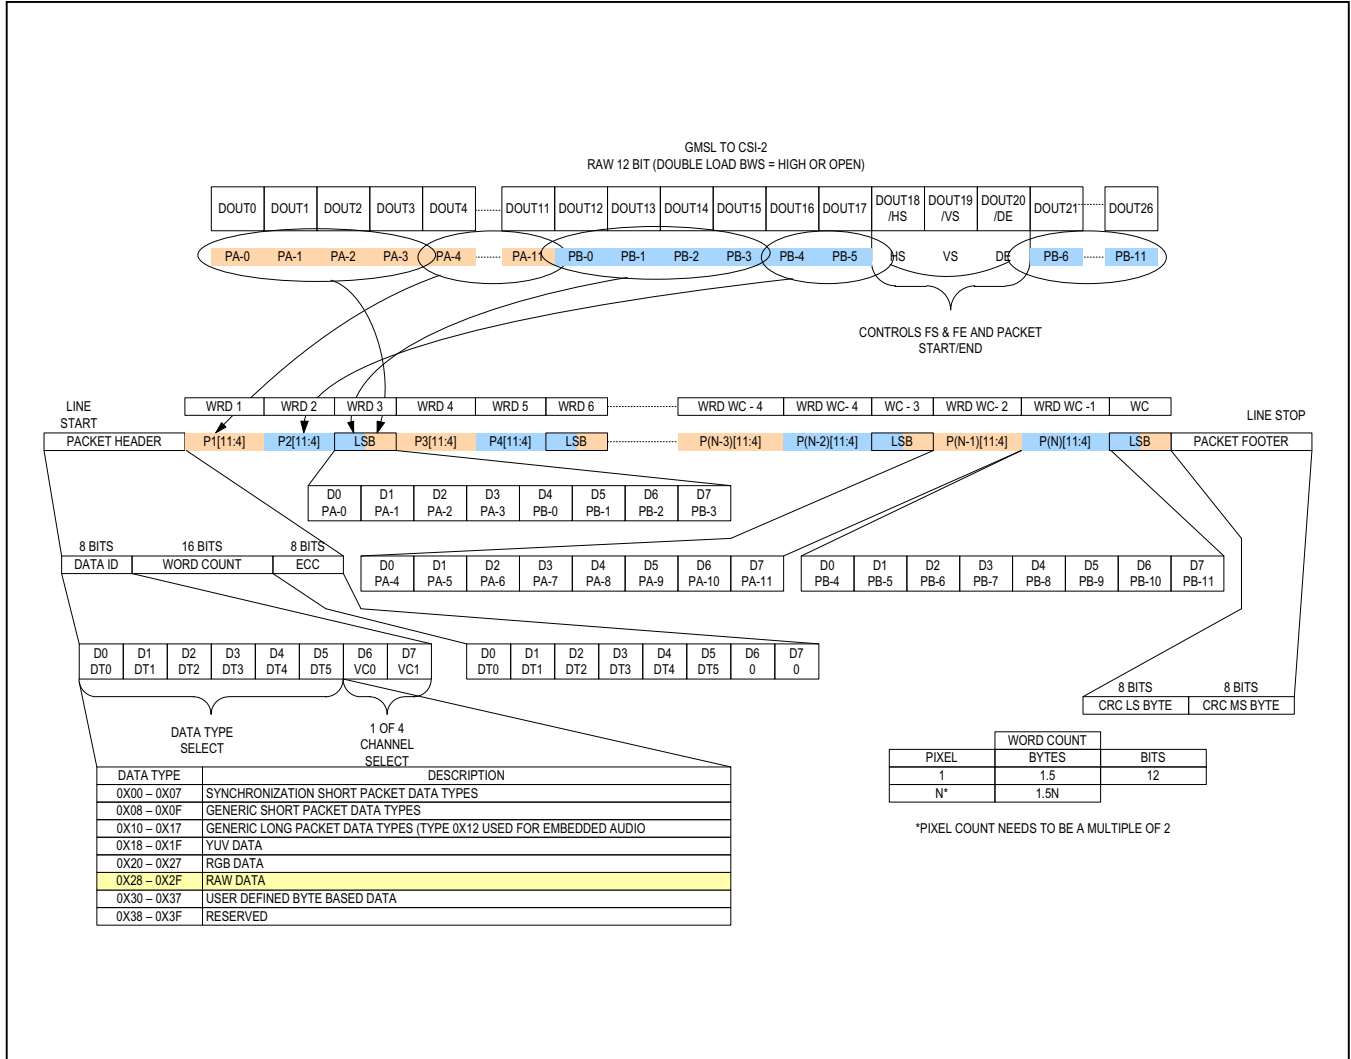 GMSL TO CSI-2
RAW 12 BIT (DOUBLE LOAD BWS = HIGH OR OPEN)
DOUT0 DOUT1 DOUT2 DOUT3 DOUT4 DOUT11 DOUT12 DOUT13 DOUT14 DOUT15 DOUT16 DOUT17 DOUT18 /HS DOUT19 /VS DOUT20 /DE DOUT21 DOUT26
PA-0 PA-1 PA-2 PA-3 PA-4 PA-11 PB-0 PB-1 PB-2 PB-3 PB-4 PB-5 HS VS DE PB-6 PB-11
CONTROLS FS & FE AND PACKET
START/END
LINE
START
WRD 1 WRD 2 WRD 3 WRD 4 WRD 5 WRD 6 WRD WC - 4 WRD WC- 4 WC - 3 WRD WC- 2 WRD WC -1 WC
LINE STOP
PACKET HEADER P1[11:4] P2[11:4] LSB P3[11:4] P4[11:4] LSB P(N-3)[11:4] P(N-2)[11:4] LSB P(N-1)[11:4] P(N)[11:4] LSB PACKET FOOTER
D0 D1 D2 D3 D4 D5 D6 D7
PA-0 PA-1 PA-2 PA-3 PB-0 PB-1 PB-2 PB-3
8 BITS 16 BITS 8 BITS
DATA ID WORD COUNT ECC
D0 D1 D2 D3 D4 D5 D6 D7
PA-4 PA-5 PA-6 PA-7 PA-8 PA-9 PA-10 PA-11
D0 D1 D2 D3 D4 D5 D6 D7
PB-4 PB-5 PB-6 PB-7 PB-8 PB-9 PB-10 PB-11
D0 D1 D2 D3 D4 D5 D6 D7
DT0 DT1 DT2 DT3 DT4 DT5 VC0 VC1
D0 D1 D2 D3 D4 D5 D6 D7
DT0 DT1 DT2 DT3 DT4 DT5 0 0
8 BITS 8 BITS
CRC LS BYTE CRC MS BYTE
DATA TYPE
SELECT
1 OF 4
CHANNEL
SELECT
WORD COUNT
PIXEL BYTES BITS
1 1.5 12
N* 1.5N
*PIXEL COUNT NEEDS TO BE A MULTIPLE OF 2
DATA TYPE DESCRIPTION
0X00 – 0X07 SYNCHRONIZATION SHORT PACKET DATA TYPES
0X08 – 0X0F GENERIC SHORT PACKET DATA TYPES
0X10 – 0X17 GENERIC LONG PACKET DATA TYPES (TYPE 0X12 USED FOR EMBEDDED AUDIO
0X18 – 0X1F YUV DATA
0X20 – 0X27 RGB DATA
0X28 – 0X2F RAW DATA
0X30 – 0X37 USER DEFINED BYTE BASED DATA
0X38 – 0X3F RESERVED